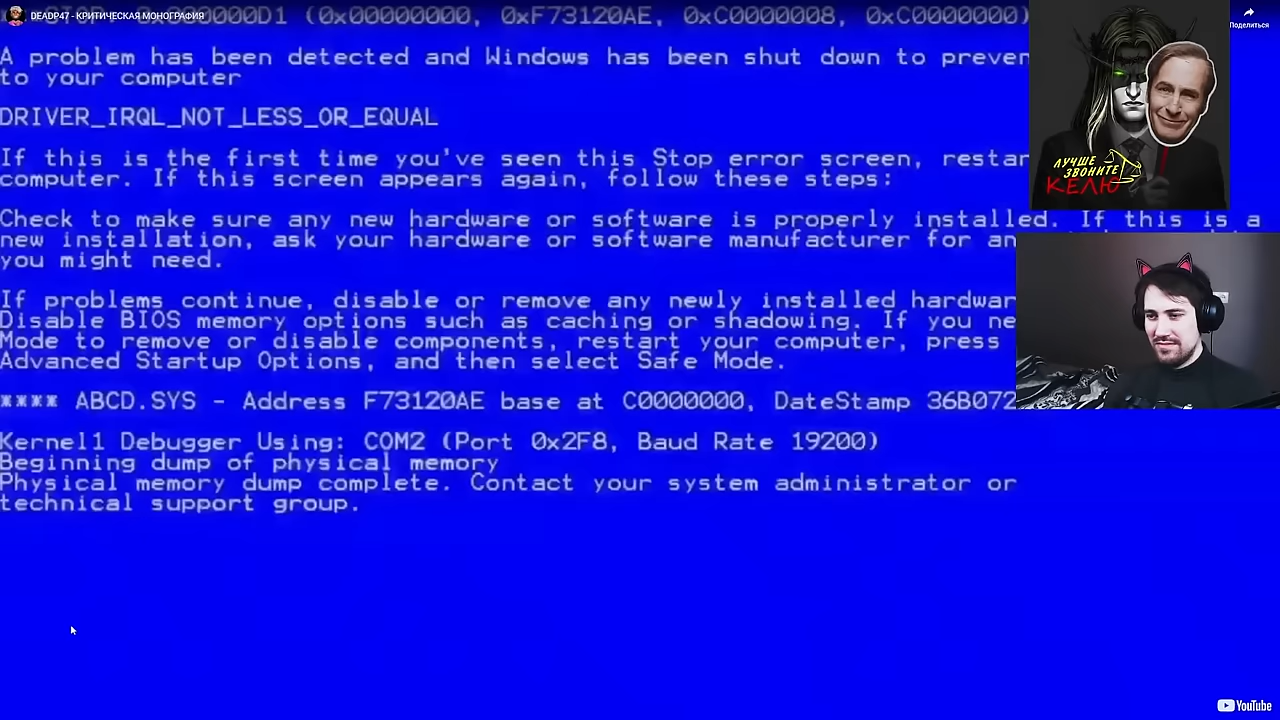 DEADP47 - КРИТИЧЕСКАЯ МОНОГРАФИЯ
(0x00000000, 0xF73120AE, 0xC0000008, 0xC0000000)
Поделиться
A problem has been detected and Windows has been shut down to preven
to your computer
DRIVER_IRQL_NOT_LESS_OR_EQUAL
If this is the first time you've seen this Stop error screen, restar
computer. If this screen appears again, follow these steps:
ЛУЧШЕ
ЗВОНИТЕ
КЕЛЮ
Check to make sure any new hardware or software is properly installed. If this is a
new installation, ask your hardware or software manufacturer for an
you might need.
If problems continue, disable or remove any newly installed hardwar
Disable BIOS memory options such as caching or shadowing. If you ne
Mode to remove or disable components, restart your computer, press
Advanced Startup Options, and then select Safe Mode.
**** ABCD.SYS - Address F73120AE base at C0000000, DateStamp 36B072
Kernel1 Debugger Using: COM2 (Port 0x2F8, Baud Rate 19200)
Beginning dump of physical memory
Physical memory dump complete. Contact your system administrator or
technical support group.
YouTube